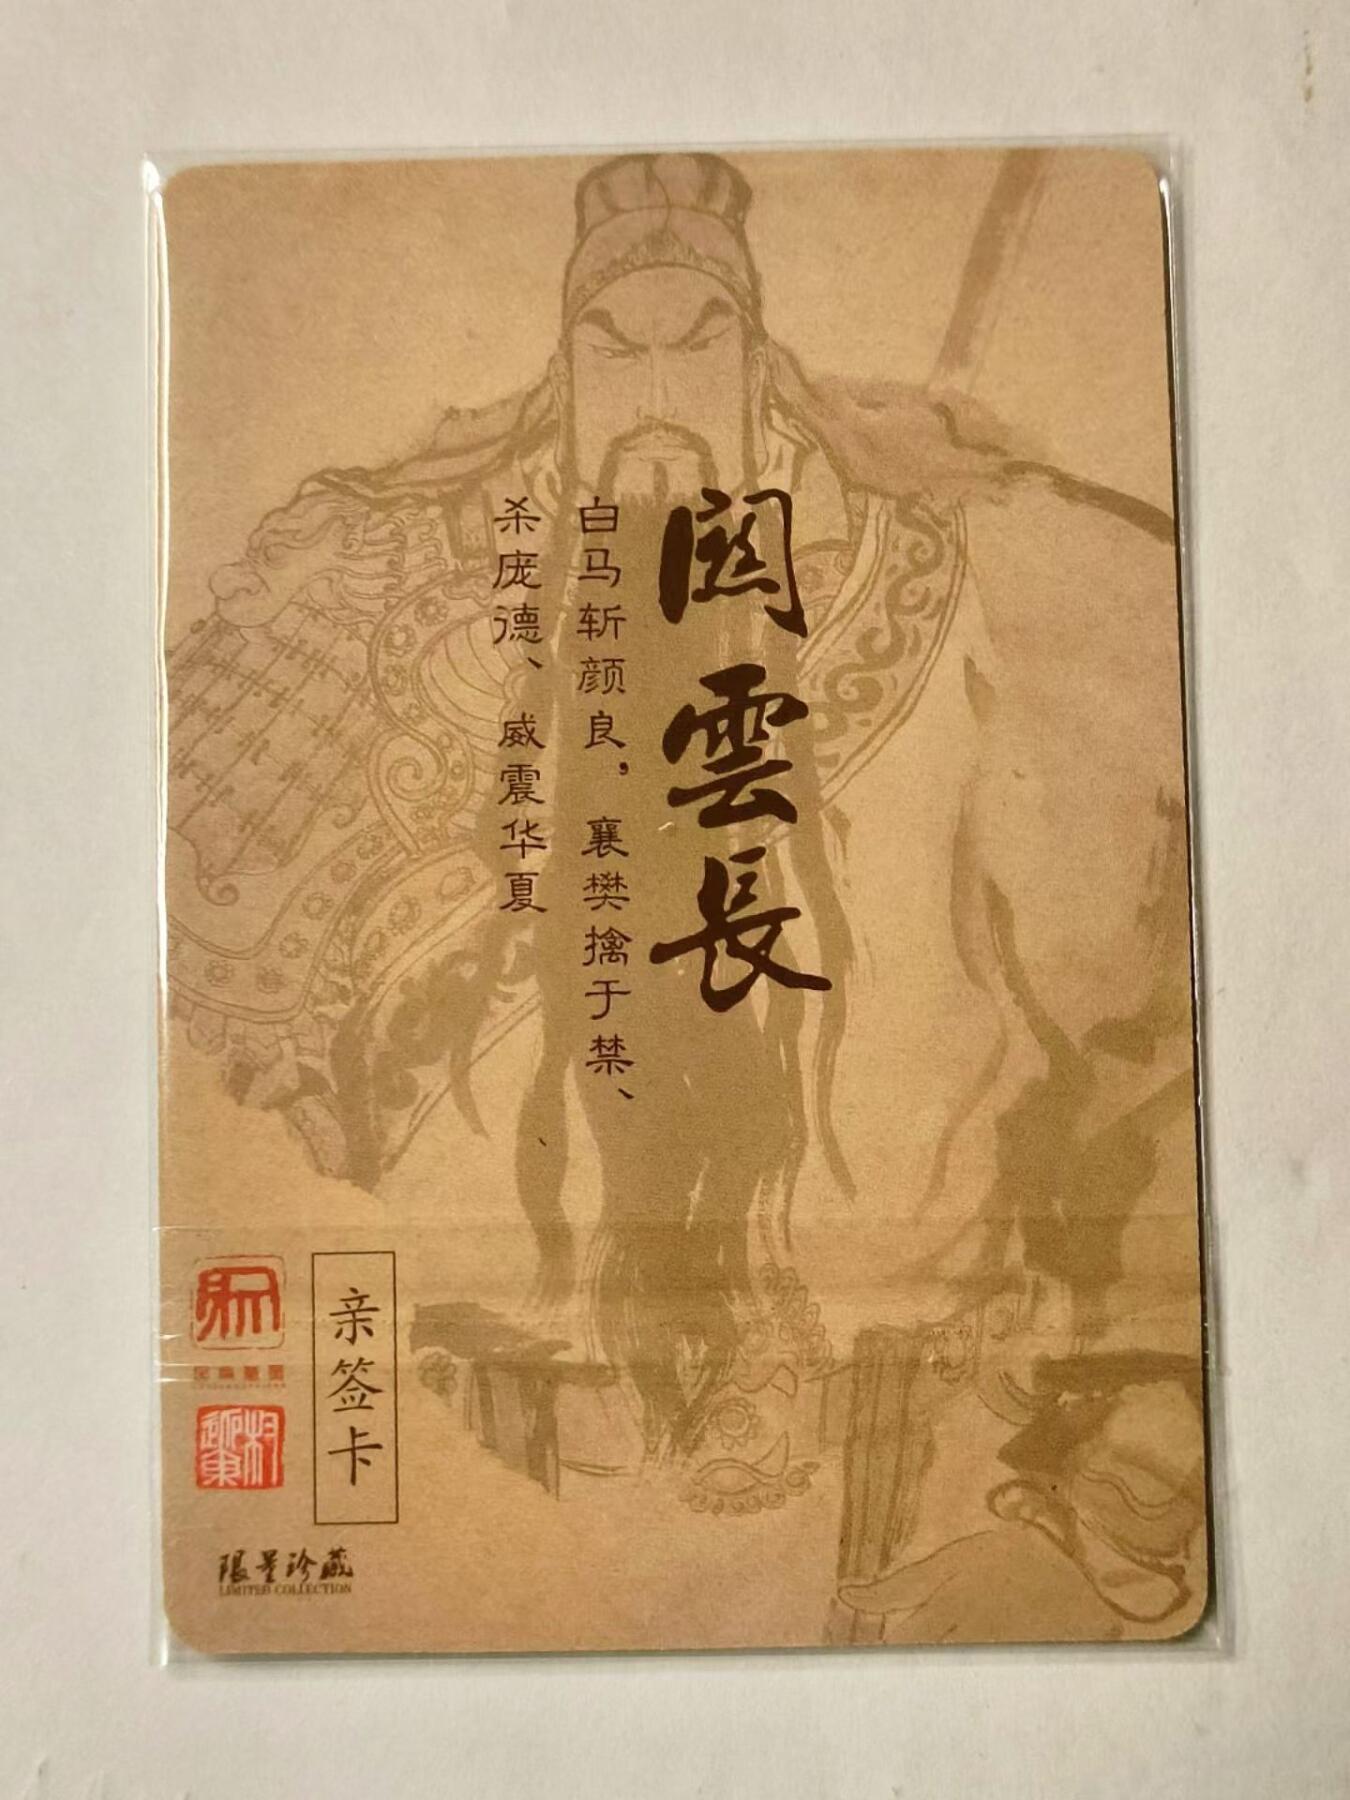 關雲長
白马斩颜良，襄樊擒于禁、
杀庞德、威震华夏
亲签卡
限量珍藏
LIMITED COLLECTION